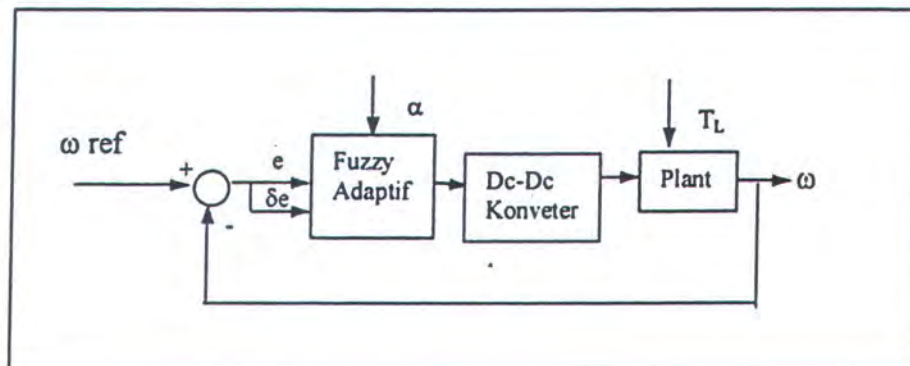 α
T_L
ω ref
+
e
δe
-
Fuzzy
Adaptif
Dc-Dc
Konveter
Plant
ω